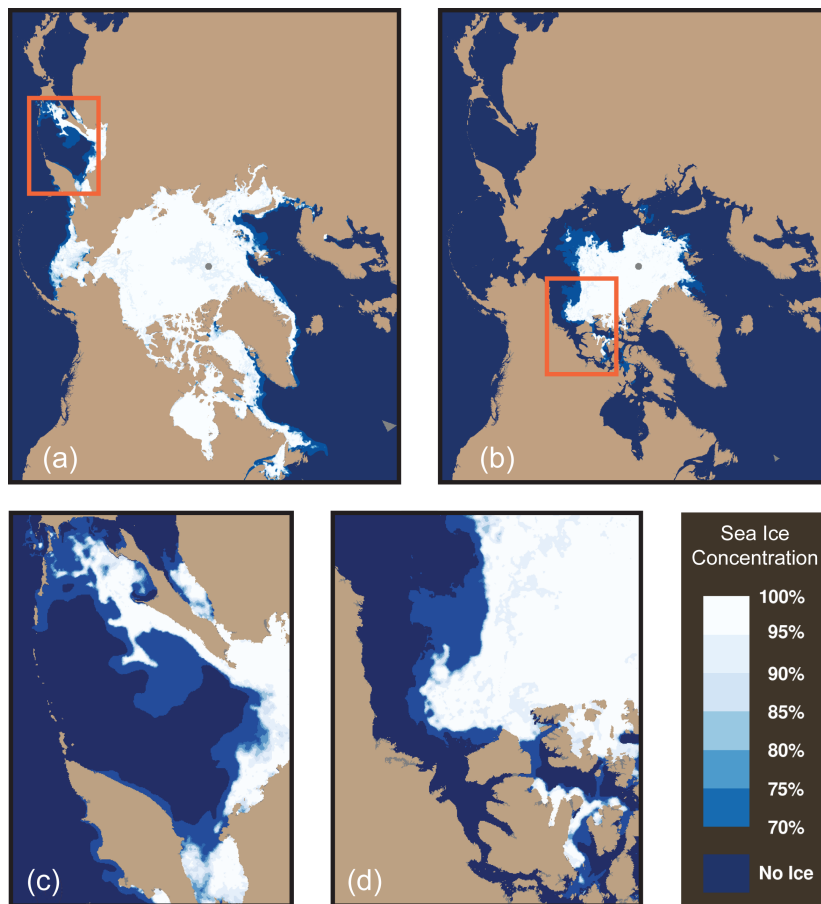 (a)
(b)
(c)
(d)
Sea Ice
Concentration
100%
95%
90%
85%
80%
75%
70%
No Ice